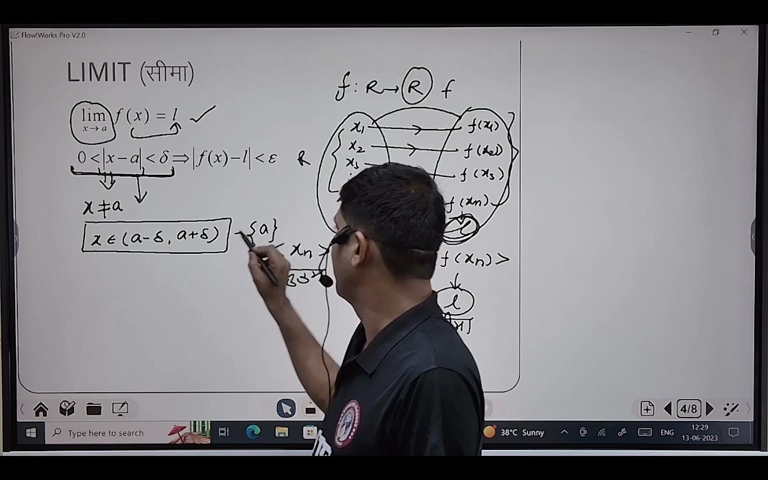 FlowWorks Pro V2.0
LIMIT (सीमा)
lim x→a f(x) = l ✓
0 < |x−a| < δ ⇒ |f(x)−l| < ε
x ≠ a
x ∈ (a−δ, a+δ) −{a}
f : R → R f
x₁ f(x₁)
x₂ f(x₂)
R x₃ f(x₃)
f(xₙ)
l
xₙ > f(xₙ) >
l
4/8
Type here to search
38°C Sunny
ENG
12:29
13-06-2023